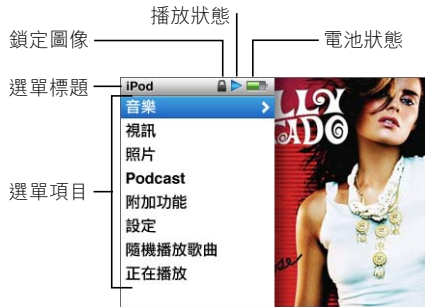 播放狀態
鎖定圖像
電池狀態
選單標題
iPod
音樂
視訊
照片
Podcast
選單項目
附加功能
設定
隨機播放歌曲
正在播放
LLY
ADO